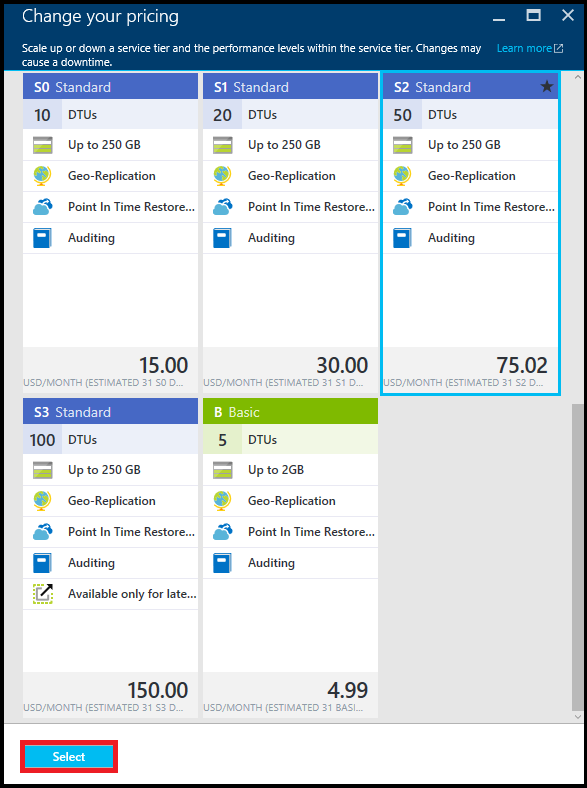 Change your pricing
Scale up or down a service tier and the performance levels within the service tier. Changes may
cause a downtime.
Learn more
S0 Standard
10 DTUs
Up to 250 GB
Geo-Replication
Point In Time Restore...
Auditing
15.00
USD/MONTH (ESTIMATED 31 S0 D...
S1 Standard
20 DTUs
Up to 250 GB
Geo-Replication
Point In Time Restore...
Auditing
30.00
USD/MONTH (ESTIMATED 31 S1 D...
S2 Standard
50 DTUs
Up to 250 GB
Geo-Replication
Point In Time Restore...
Auditing
75.02
USD/MONTH (ESTIMATED 31 S2 D...
S3 Standard
100 DTUs
Up to 250 GB
Geo-Replication
Point In Time Restore...
Auditing
Available only for late...
150.00
USD/MONTH (ESTIMATED 31 S3 D...
B Basic
5 DTUs
Up to 2GB
Geo-Replication
Point In Time Restore...
Auditing
4.99
USD/MONTH (ESTIMATED 31 BASI...
Select